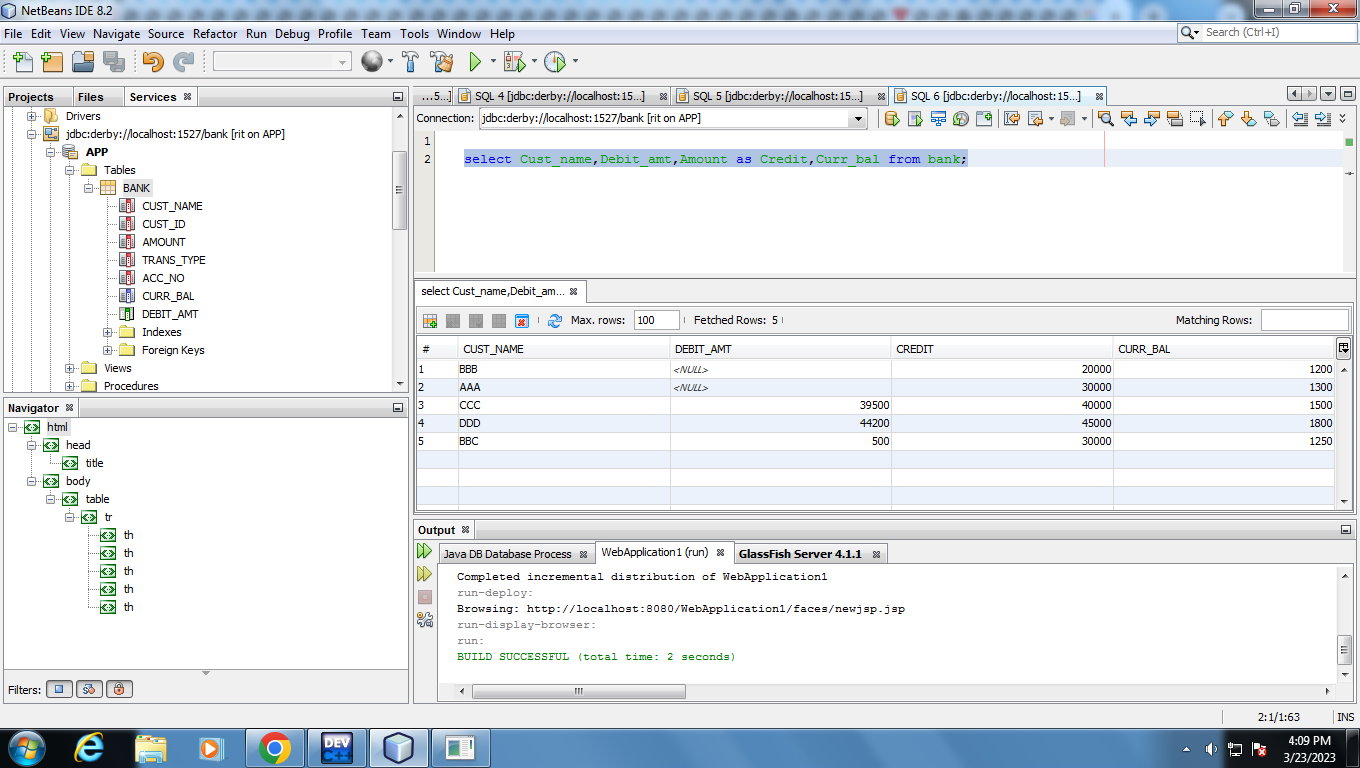 NetBeans IDE 8.2
File Edit View Navigate Source Refactor Run Debug Profile Team Tools Window Help
Search (Ctrl+I)
Projects Files Services
Drivers
jdbc:derby://localhost:1527/bank [rit on APP]
APP
Tables
BANK
CUST_NAME
CUST_ID
AMOUNT
TRANS_TYPE
ACC_NO
CURR_BAL
DEBIT_AMT
Indexes
Foreign Keys
Views
Procedures
Navigator
html
head
title
body
table
tr
th
th
th
th
th
Filters:
...5...] SQL 4 [jdbc:derby://localhost:15...] SQL 5 [jdbc:derby://localhost:15...] SQL 6 [jdbc:derby://localhost:15...]
Connection: jdbc:derby://localhost:1527/bank [rit on APP]
1
2 select Cust_name,Debit_amt,Amount as Credit,Curr_bal from bank;
select Cust_name,Debit_am...
Max. rows: 100 Fetched Rows: 5 Matching Rows:
# CUST_NAME DEBIT_AMT CREDIT CURR_BAL
1 BBB <NULL> 20000 1200
2 AAA <NULL> 30000 1300
3 CCC 39500 40000 1500
4 DDD 44200 45000 1800
5 BBC 500 30000 1250
Output
Java DB Database Process WebApplication1 (run) GlassFish Server 4.1.1
Completed incremental distribution of WebApplication1
run-deploy:
Browsing: http://localhost:8080/WebApplication1/faces/newjsp.jsp
run-display-browser:
run:
BUILD SUCCESSFUL (total time: 2 seconds)
2:1/1:63 INS
DEV
C++
4:09 PM
3/23/2023